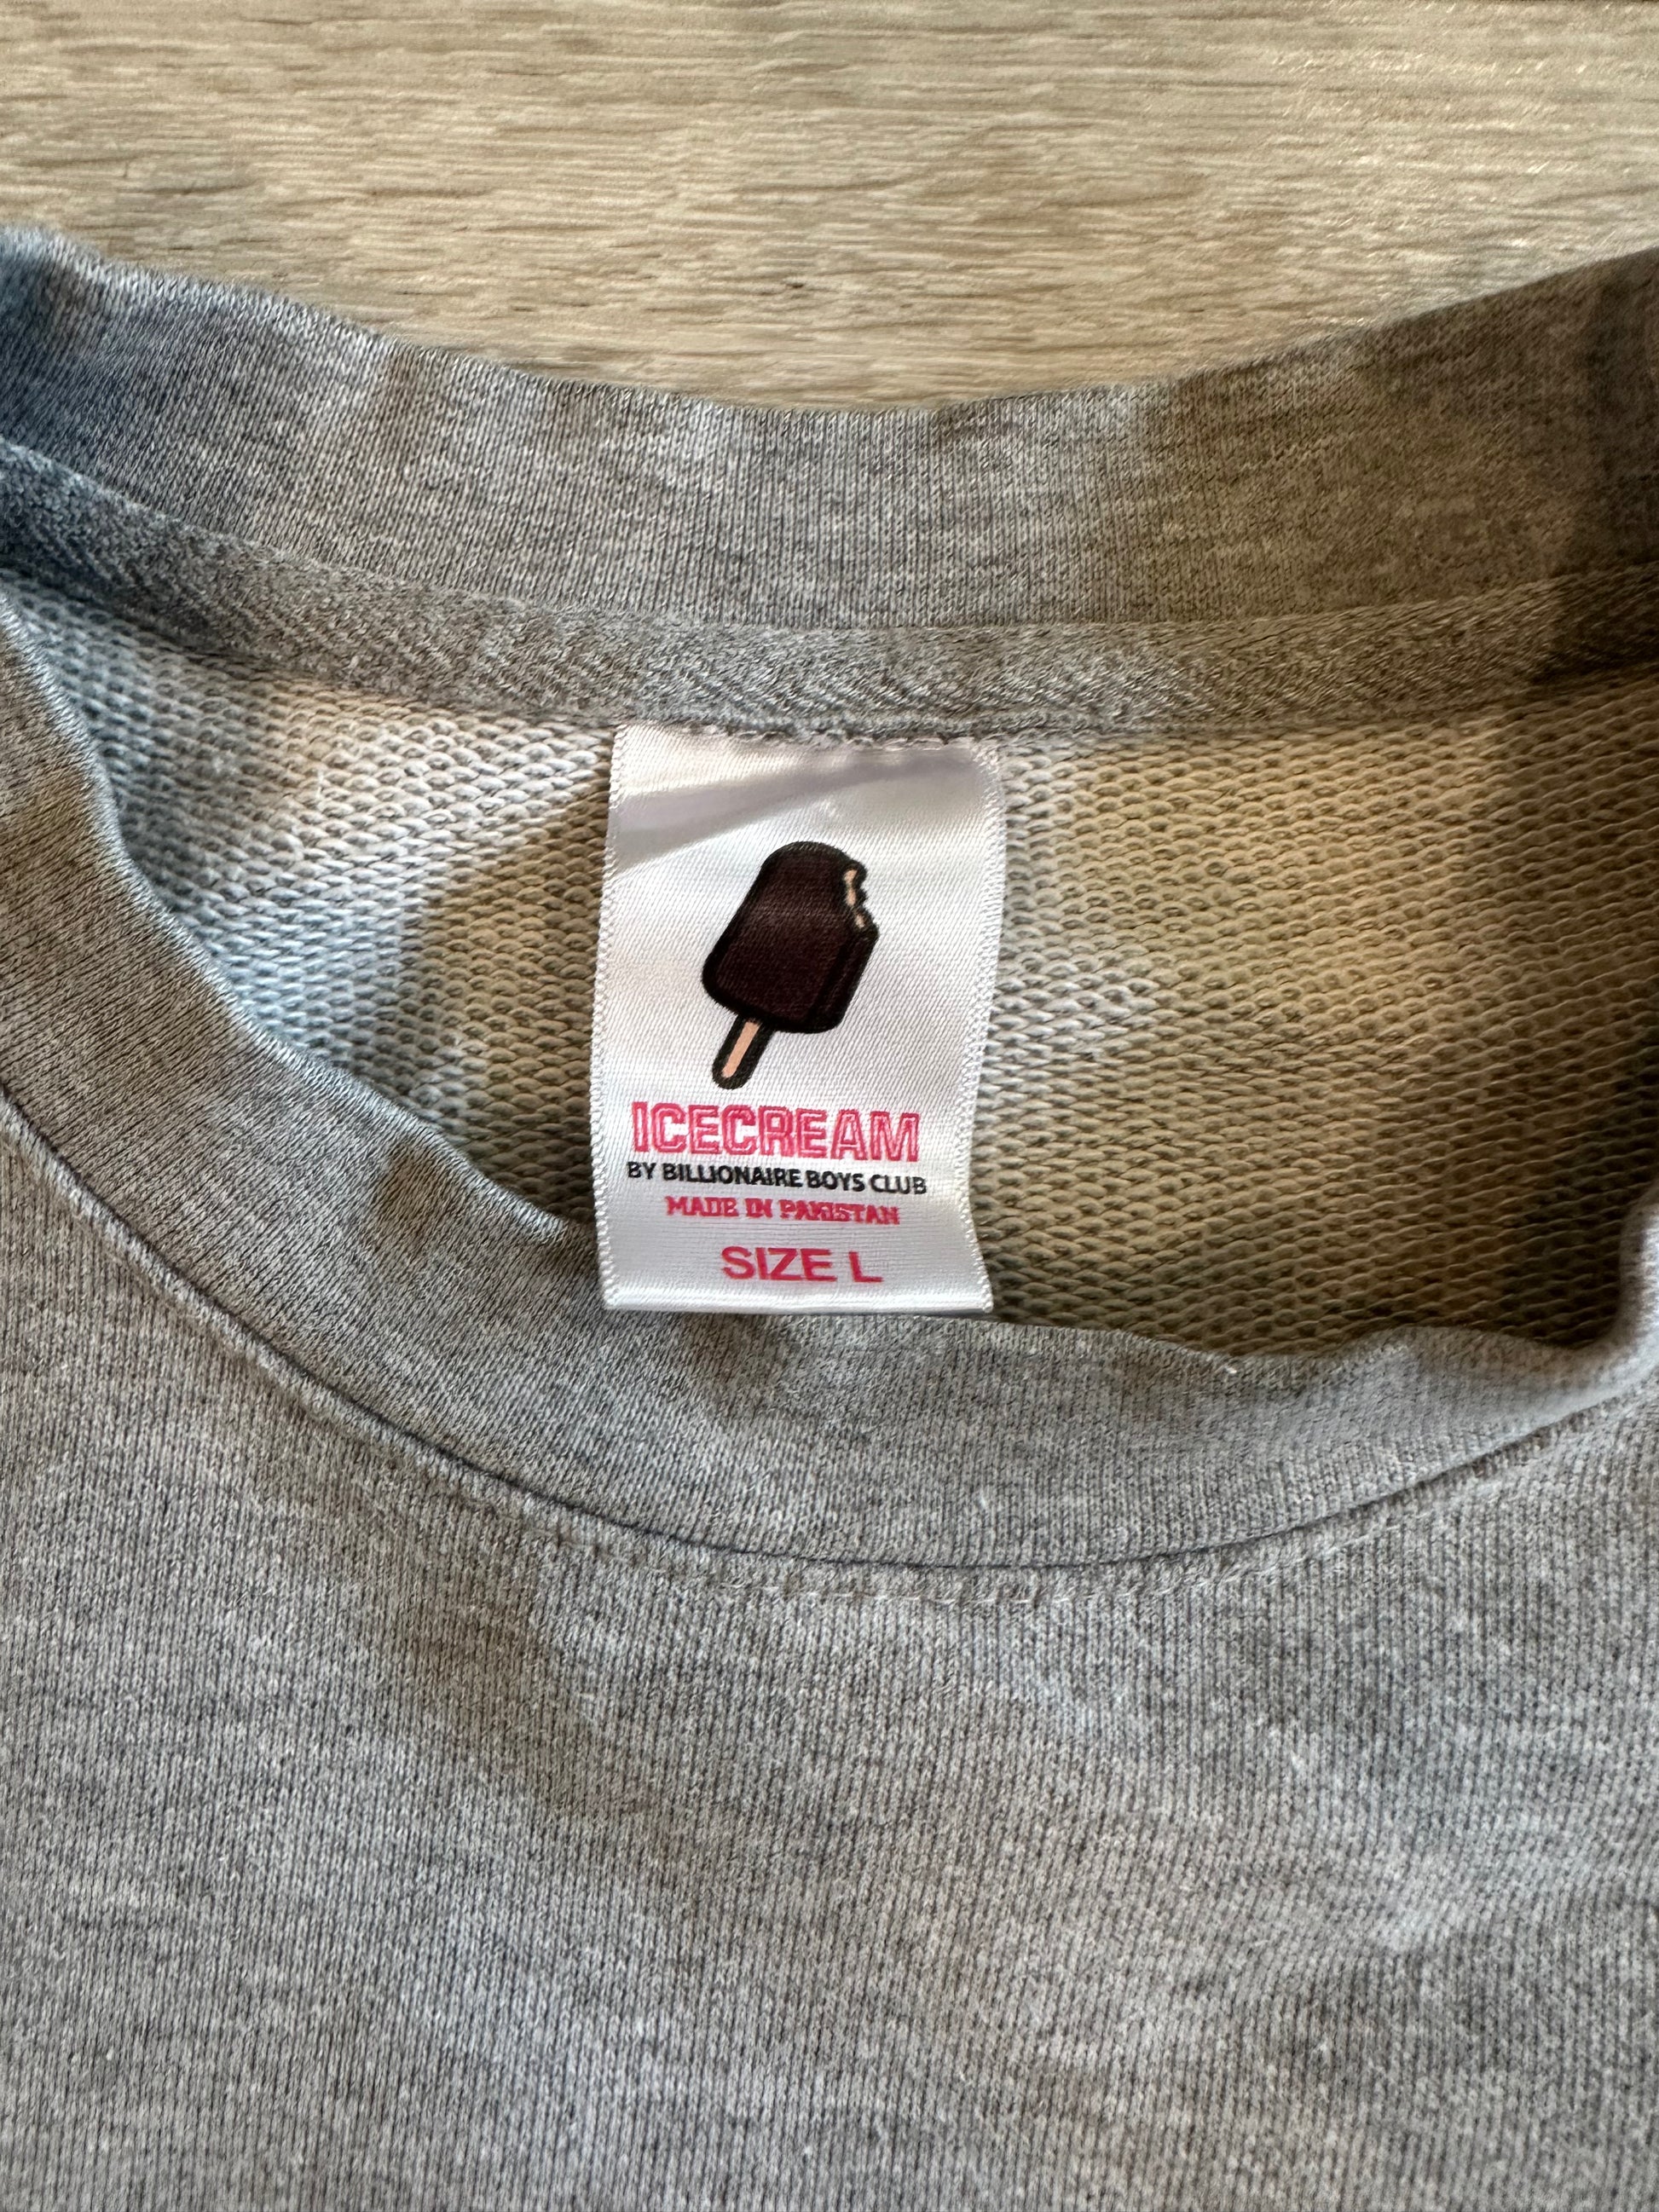 ICECREAM
BY BILLIONAIRE BOYS CLUB
MADE IN PAKISTAN
SIZE L